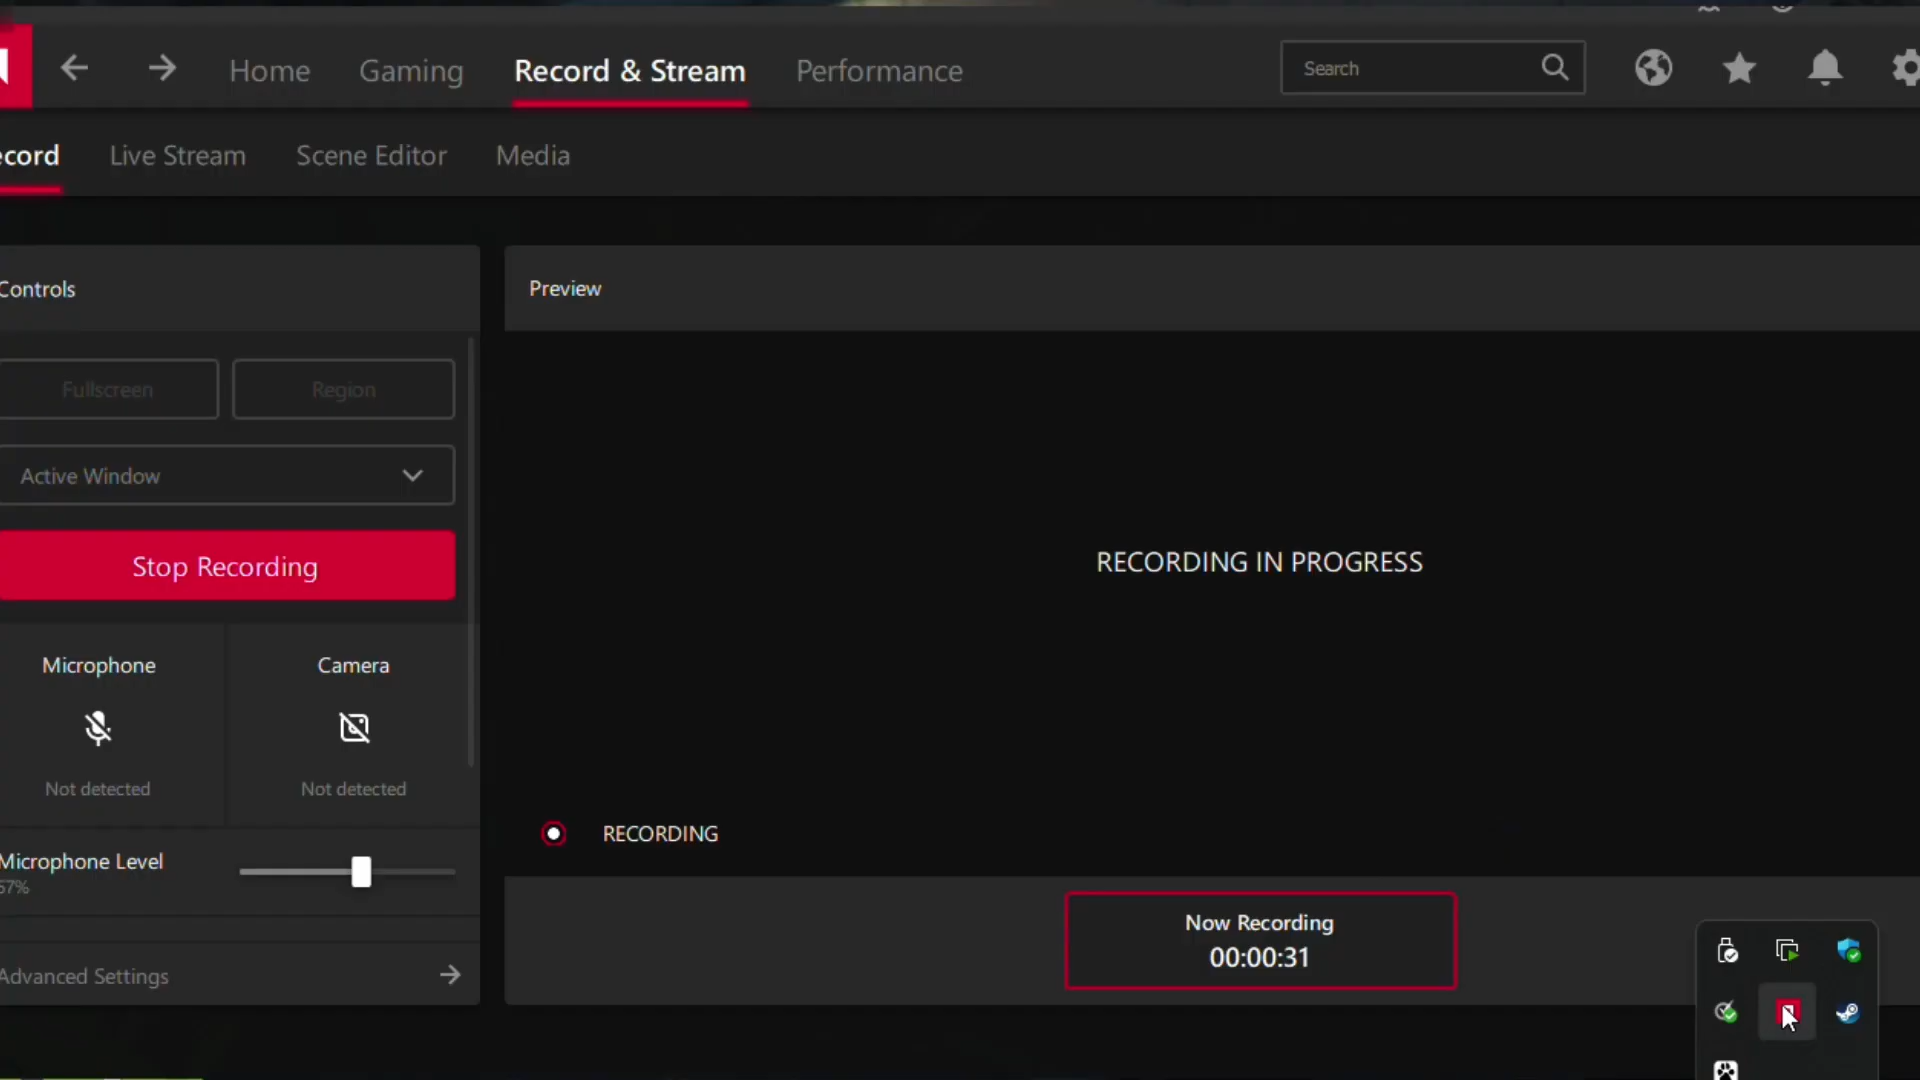 Home Gaming Record & Stream Performance Search
ecord Live Stream Scene Editor Media
Controls
Preview
Fullscreen Region
Active Window
Stop Recording
RECORDING IN PROGRESS
Microphone Camera
Not detected Not detected
RECORDING
Microphone Level
57%
Now Recording
00:00:31
Advanced Settings